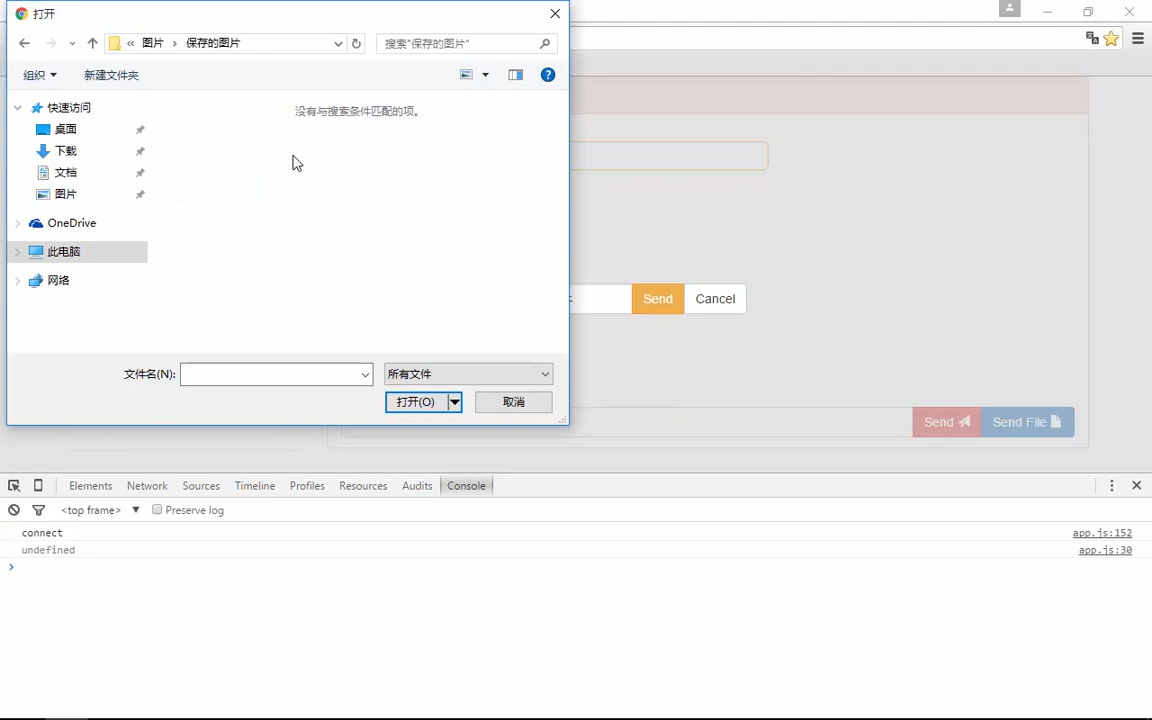 打开
« 图片 › 保存的图片
搜索"保存的图片"
组织
新建文件夹
快速访问
没有与搜索条件匹配的项。
桌面
下载
文档
图片
OneDrive
此电脑
网络
Send
Cancel
文件名(N):
所有文件
打开(O)
取消
Send
Send File
Elements
Network
Sources
Timeline
Profiles
Resources
Audits
Console
<top frame>
Preserve log
connect
app.js:152
undefined
app.js:30